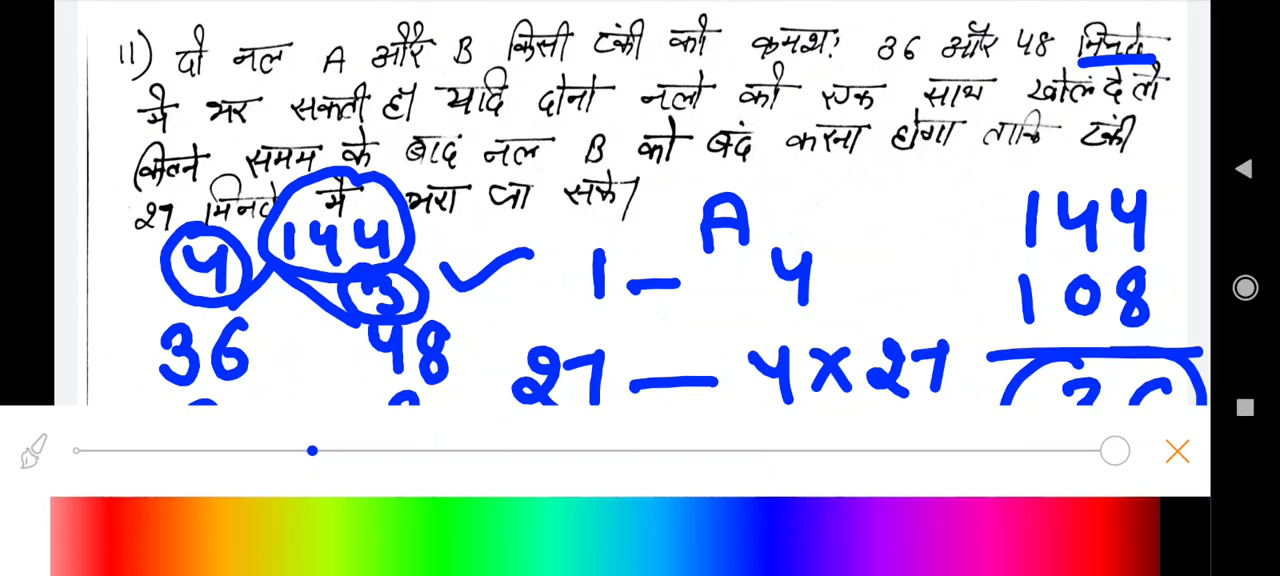 11) दो नल A और B किसी टंकी को क्रमशः 36 और 48 मिनटो
मे भर सकती हैं। यदि दोनो नलो को एक साथ खोल दे तो
कितने समय के बाद नल B को बंद करना होगा ताकि टंकी
27 मिनटो मे भरा जा सके।
144 A 144
4 3 1 - 4 108
36 48 27 - 4 x 27